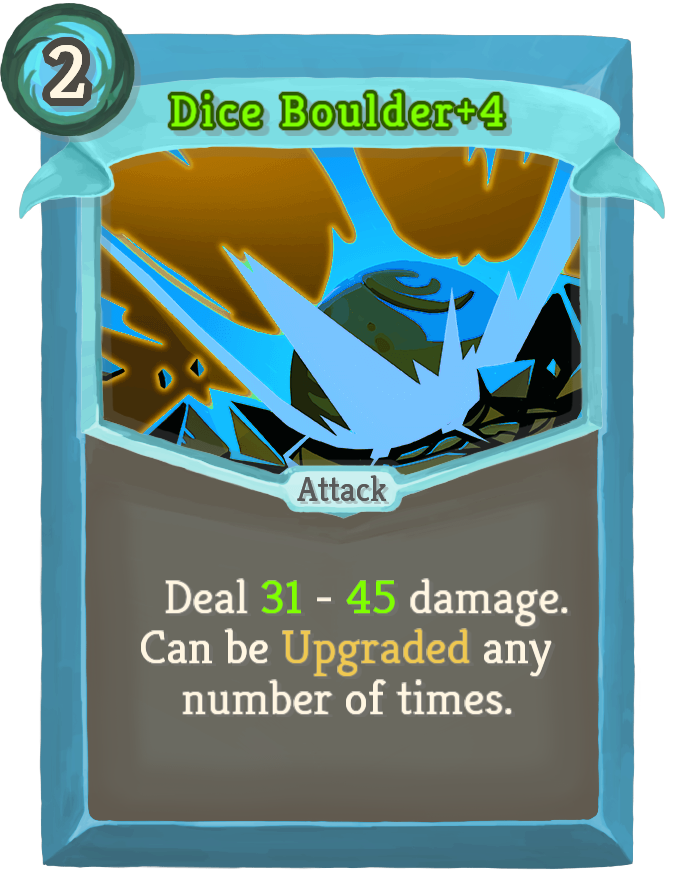 2
Dice Boulder+4
Attack
Deal 31 - 45 damage.
Can be Upgraded any
number of times.